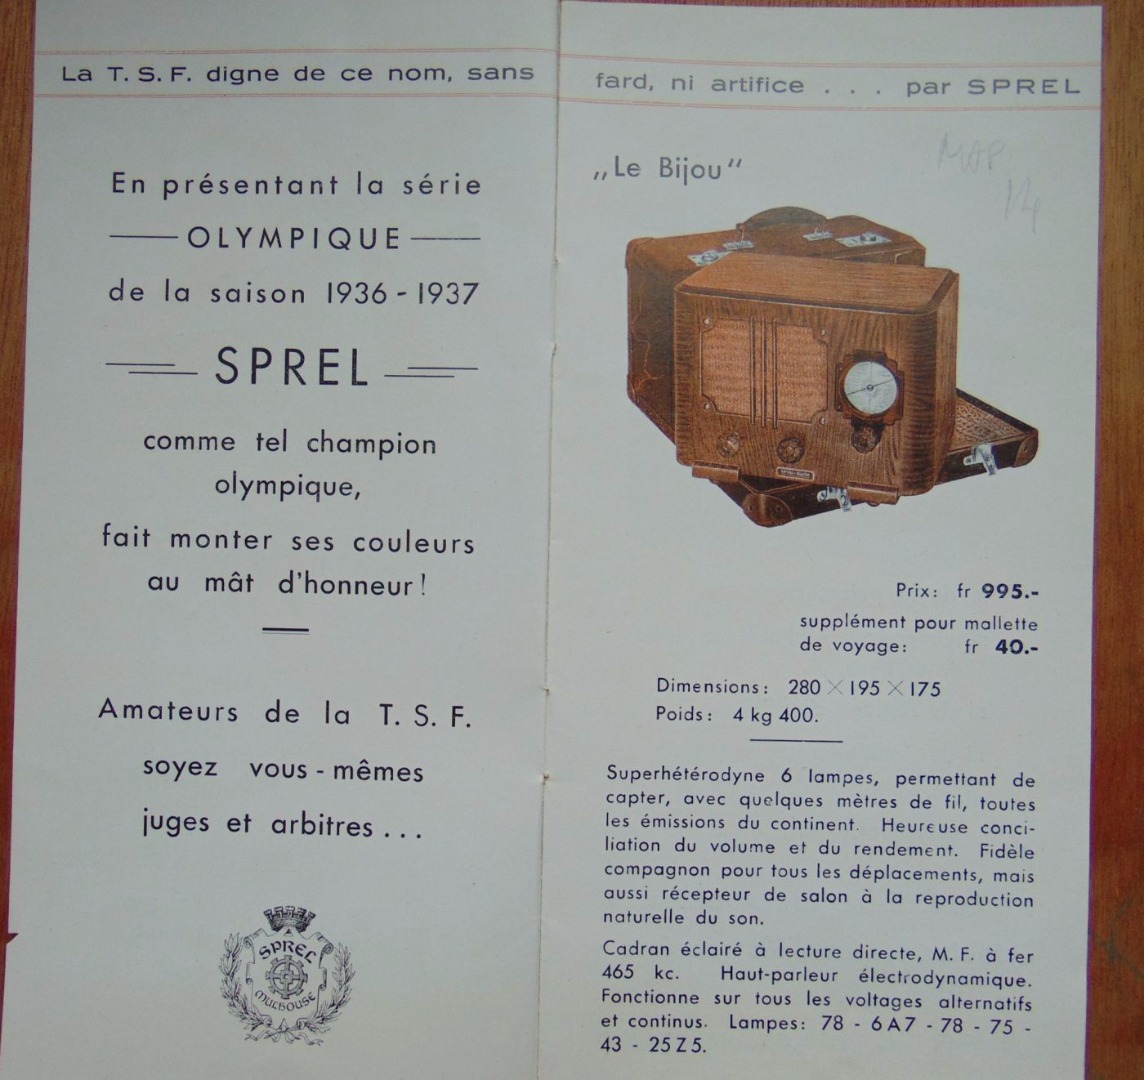 La T. S. F. digne de ce nom, sans
En présentant la série
OLYMPIQUE
de la saison 1936 - 1937
SPREL
comme tel champion
olympique,
fait monter ses couleurs
au mât d'honneur!
Amateurs de la T. S. F.
soyez vous - mêmes
juges et arbitres . . .
SPREL
MULHOUSE
fard, ni artifice . . . par SPREL
„Le Bijou“
14
Prix: fr 995.-
supplément pour mallette
de voyage: fr 40.-
Dimensions: 280 × 195 × 175
Poids: 4 kg 400.
Superhétérodyne 6 lampes, permettant de
capter, avec quelques mètres de fil, toutes
les émissions du continent. Heureuse conci-
liation du volume et du rendement. Fidèle
compagnon pour tous les déplacements, mais
aussi récepteur de salon à la reproduction
naturelle du son.
Cadran éclairé à lecture directe, M. F. à fer
465 kc. Haut-parleur électrodynamique.
Fonctionne sur tous les voltages alternatifs
et continus. Lampes: 78 - 6 A 7 - 78 - 75 -
43 - 25 Z 5.